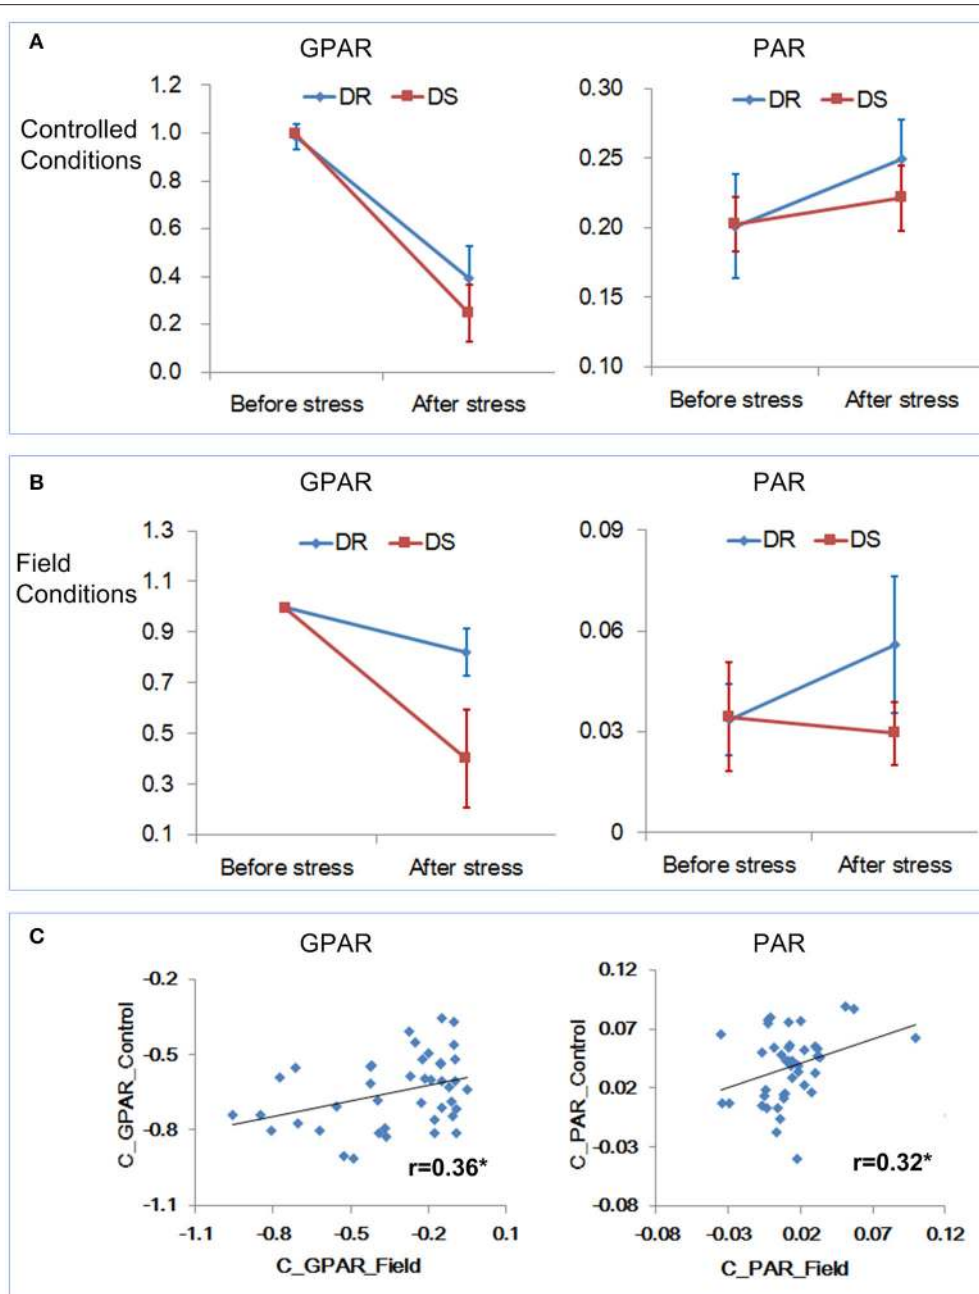 A
GPAR
PAR
Controlled
Conditions
1.2
1.0
0.8
0.6
0.4
0.2
0.0
DR DS
Before stress After stress
0.30
0.25
0.20
0.15
0.10
DR DS
Before stress After stress
B
GPAR
PAR
Field
Conditions
1.3
1.1
0.9
0.7
0.5
0.3
0.1
DR DS
Before stress After stress
0.09
0.06
0.03
0
DR DS
Before stress After stress
C
GPAR
PAR
C_GPAR_Control
-0.2
-0.5
-0.8
-1.1
r=0.36*
-1.1 -0.8 -0.5 -0.2 0.1
C_GPAR_Field
C_PAR_Control
0.12
0.07
0.02
-0.03
-0.08
r=0.32*
-0.08 -0.03 0.02 0.07 0.12
C_PAR_Field